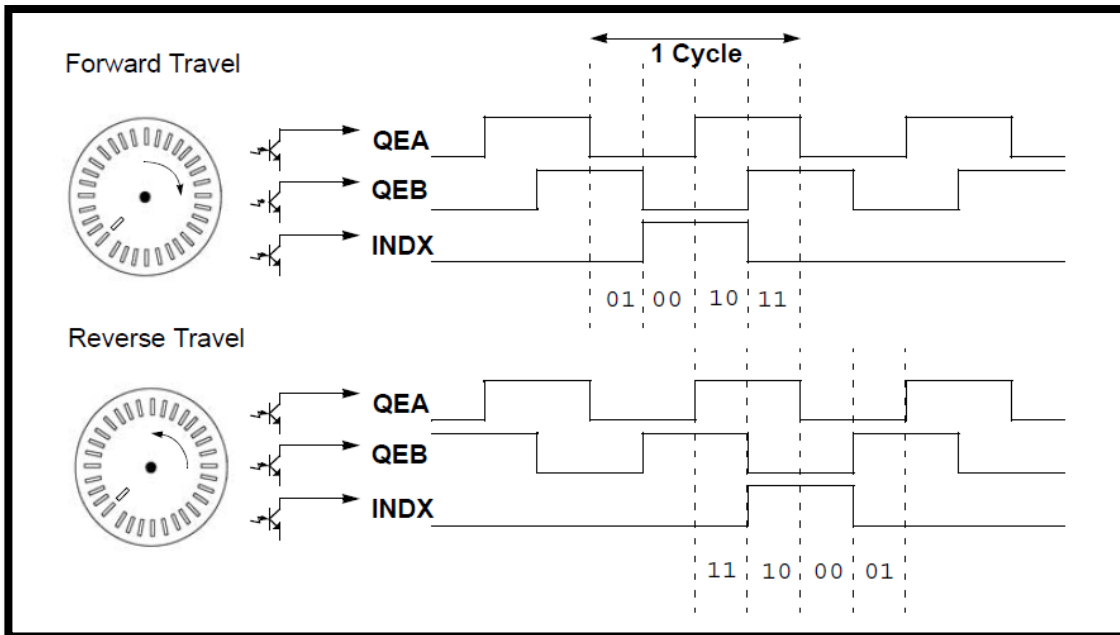 1 Cycle
Forward Travel
QEA
QEB
INDX
01 00 10 11
Reverse Travel
QEA
QEB
INDX
11 10 00 01